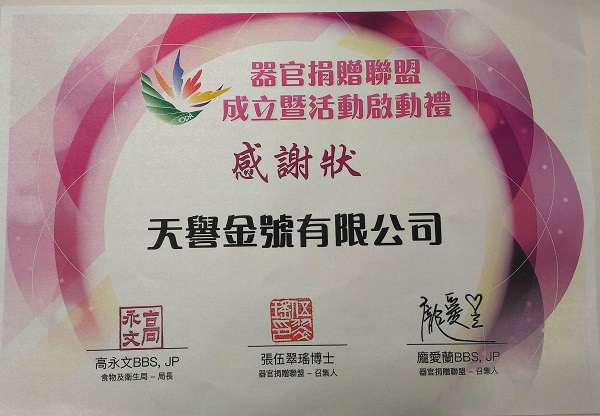 器官捐贈聯盟
成立暨活動啟動禮
感謝狀
天譽金號有限公司
高永文BBS, JP
食物及衞生局 – 局長
張伍翠瑤博士
器官捐贈聯盟 – 召集人
龐愛蘭BBS, JP
器官捐贈聯盟 – 召集人